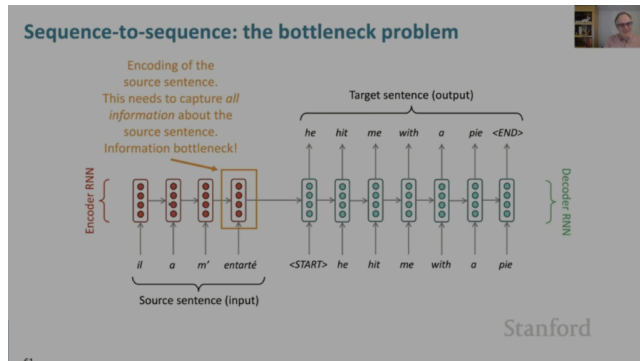 Sequence-to-sequence: the bottleneck problem
Encoding of the
source sentence.
This needs to capture all
information about the
source sentence.
Information bottleneck!
Target sentence (output)
he hit me with a pie <END>
Encoder RNN
Decoder RNN
il a m' entarté <START> he hit me with a pie
Source sentence (input)
Stanford